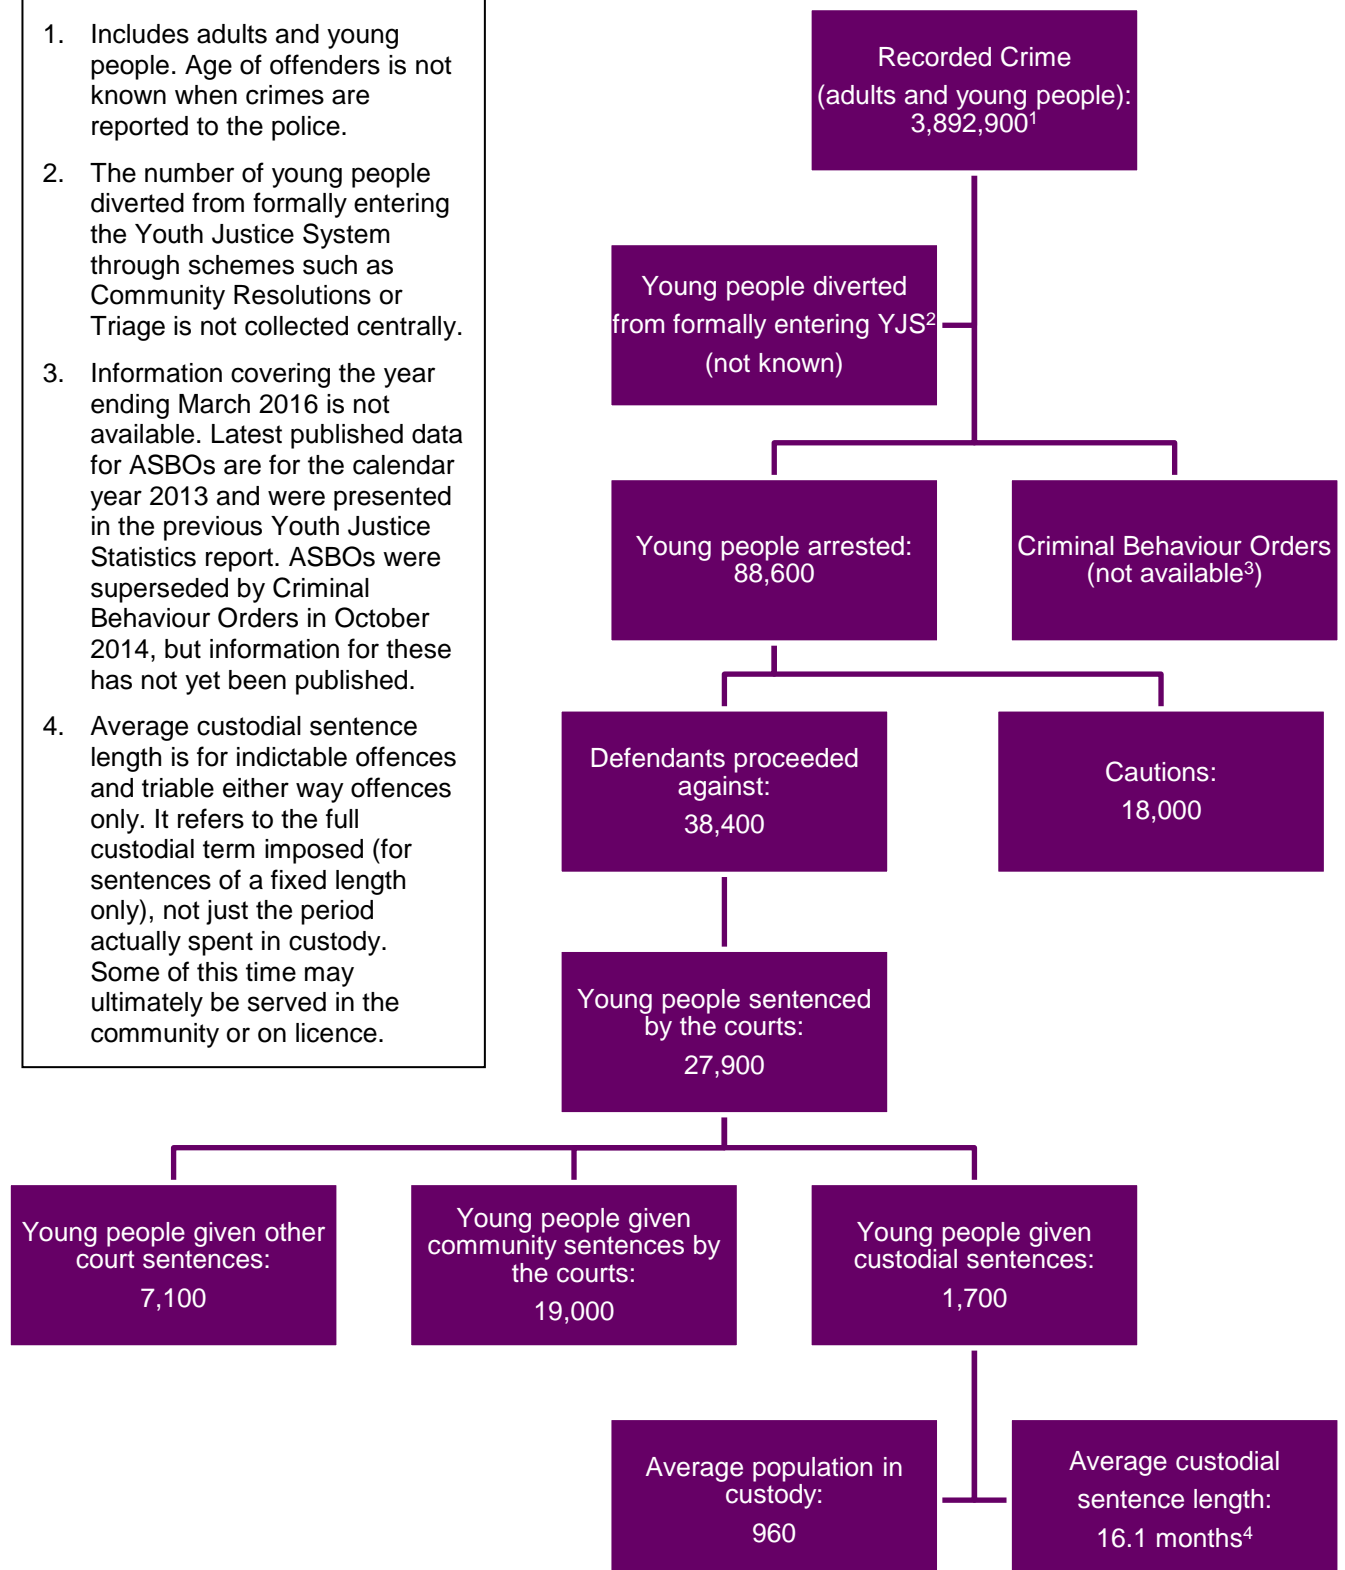 1. Includes adults and young
people. Age of offenders is not
known when crimes are
reported to the police.
2. The number of young people
diverted from formally entering
the Youth Justice System
through schemes such as
Community Resolutions or
Triage is not collected centrally.
3. Information covering the year
ending March 2016 is not
available. Latest published data
for ASBOs are for the calendar
year 2013 and were presented
in the previous Youth Justice
Statistics report. ASBOs were
superseded by Criminal
Behaviour Orders in October
2014, but information for these
has not yet been published.
4. Average custodial sentence
length is for indictable offences
and triable either way offences
only. It refers to the full
custodial term imposed (for
sentences of a fixed length
only), not just the period
actually spent in custody.
Some of this time may
ultimately be served in the
community or on licence.
Recorded Crime
(adults and young people):
3,892,900¹
Young people diverted
from formally entering YJS²
(not known)
Young people arrested:
88,600
Criminal Behaviour Orders
(not available³)
Defendants proceeded
against:
38,400
Cautions:
18,000
Young people sentenced
by the courts:
27,900
Young people given other
court sentences:
7,100
Young people given
community sentences by
the courts:
19,000
Young people given
custodial sentences:
1,700
Average population in
custody:
960
Average custodial
sentence length:
16.1 months⁴